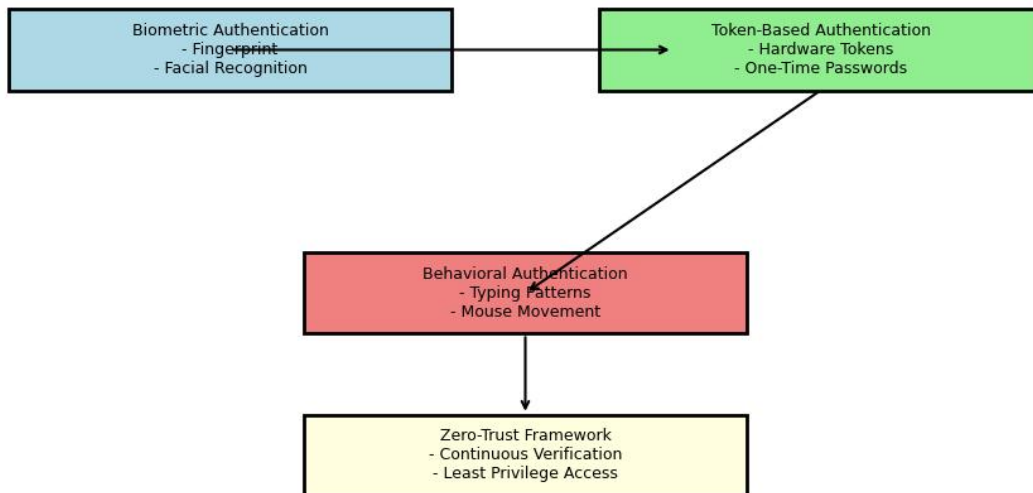 Biometric Authentication
- Fingerprint
- Facial Recognition
Token-Based Authentication
- Hardware Tokens
- One-Time Passwords
Behavioral Authentication
- Typing Patterns
- Mouse Movement
Zero-Trust Framework
- Continuous Verification
- Least Privilege Access